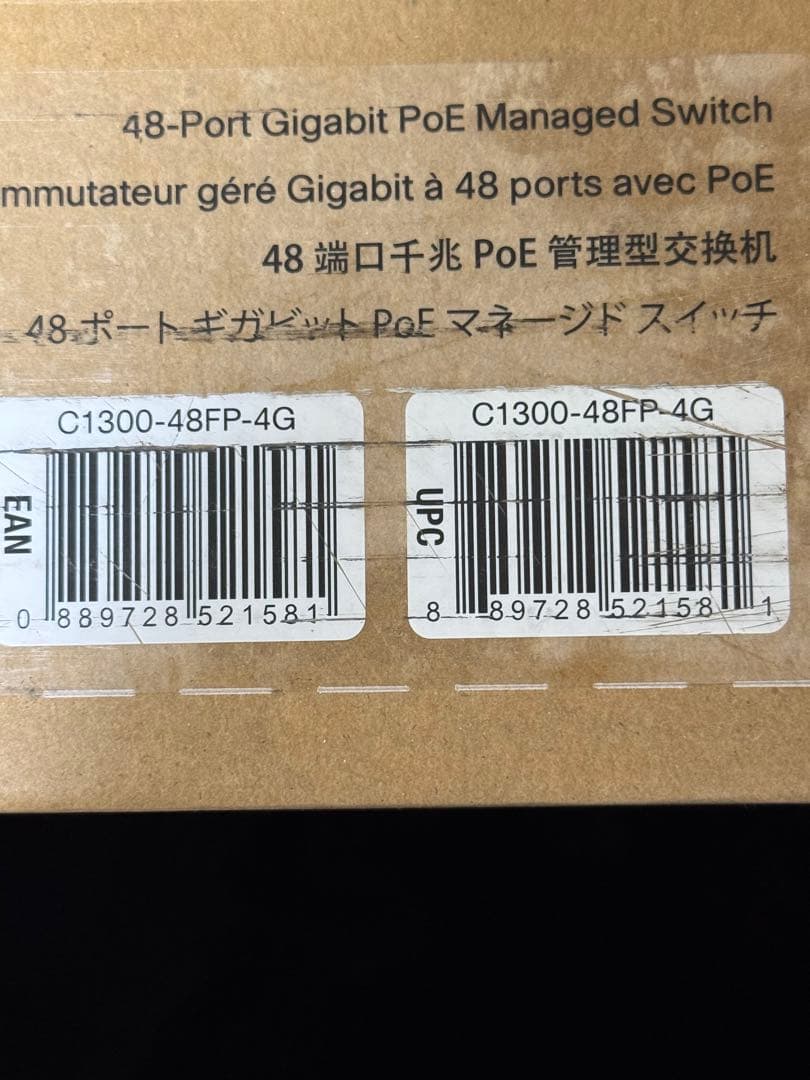 48-Port Gigabit PoE Managed Switch
mmutateur géré Gigabit à 48 ports avec PoE
48 端口千兆 PoE 管理型交换机
48 ポート ギガビット PoE マネージド スイッチ
C1300-48FP-4G
EAN
0 889728 521581
C1300-48FP-4G
UPC
8 89728 52158 1